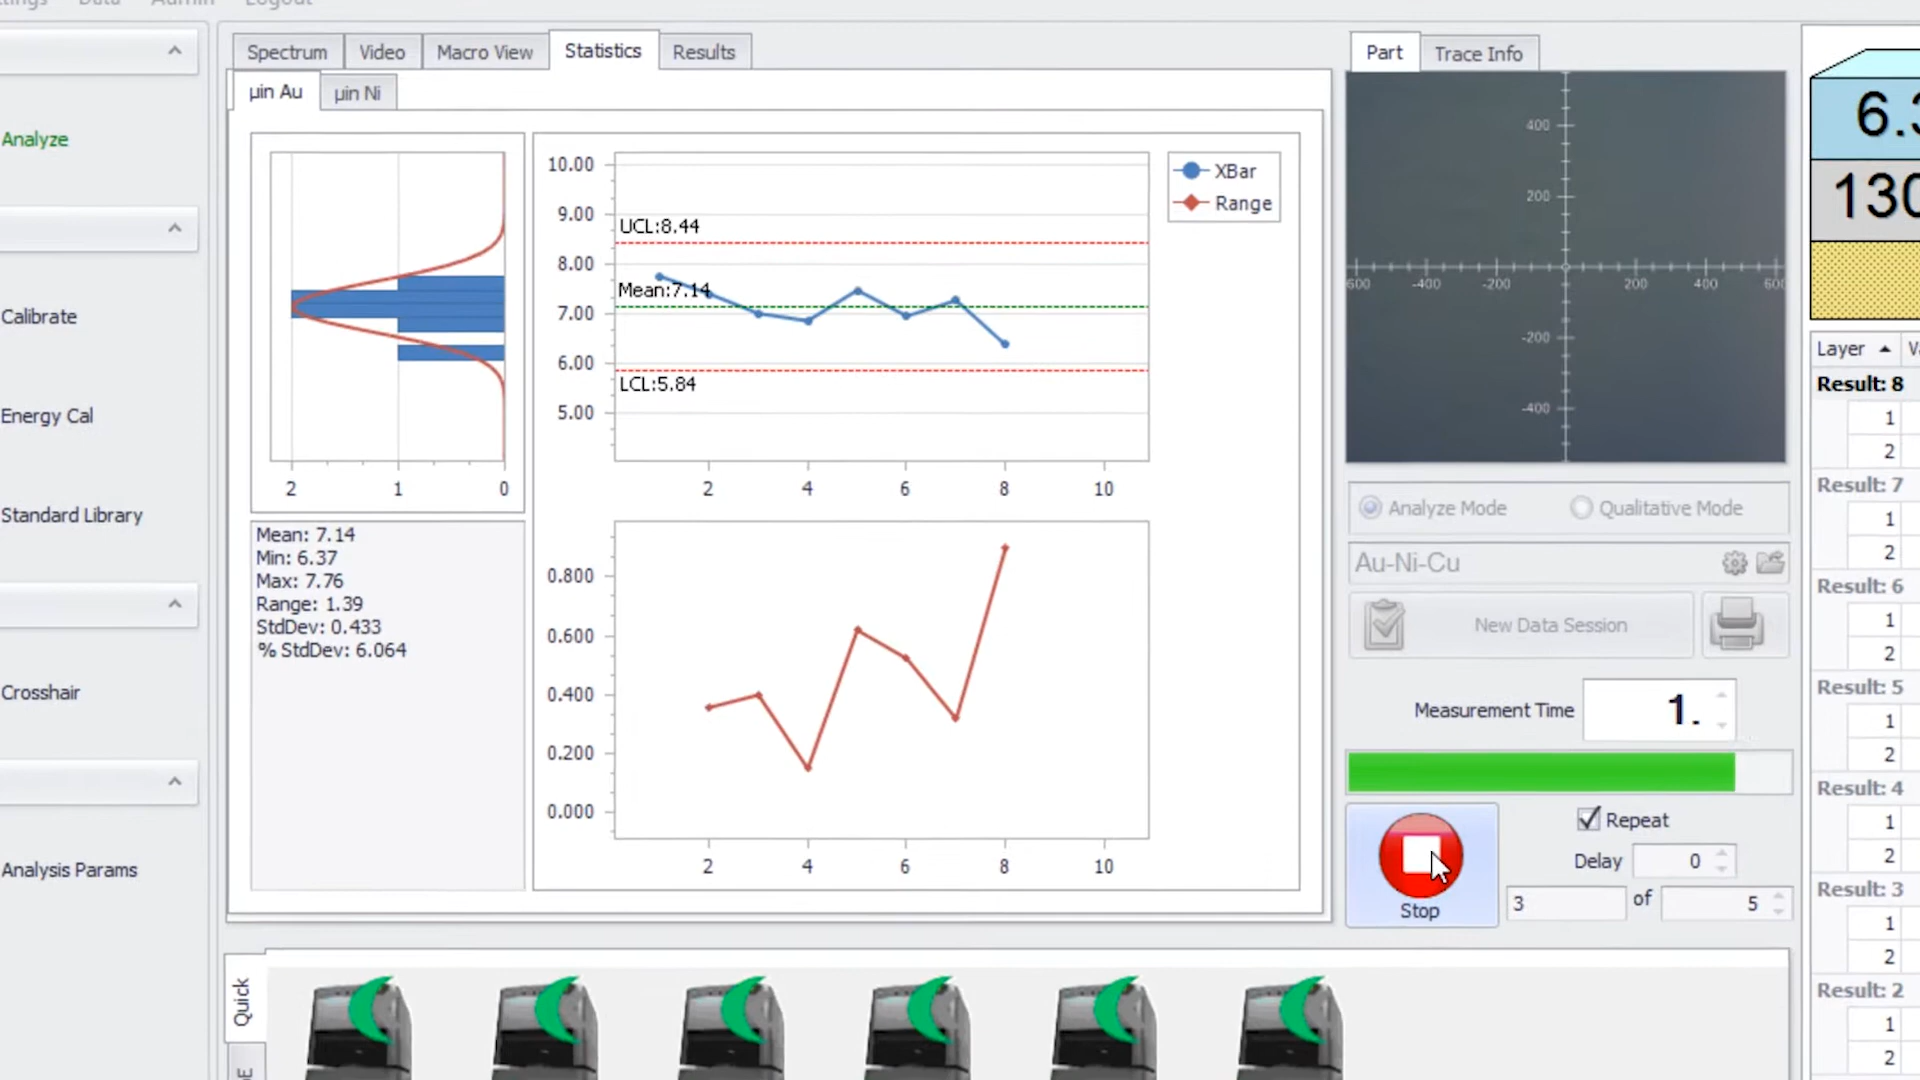 Data
Admin
Logout
Spectrum
Video
Macro View
Statistics
Results
µin Au
µin Ni
Analyze
Calibrate
Energy Cal
Standard Library
Crosshair
Analysis Params
2 1 0
Mean: 7.14
Min: 6.37
Max: 7.76
Range: 1.39
StdDev: 0.433
% StdDev: 6.064
10.00
9.00
8.00
7.00
6.00
5.00
UCL:8.44
Mean:7.14
LCL:5.84
2 4 6 8 10
XBar
Range
0.800
0.600
0.400
0.200
0.000
2 4 6 8 10
Part
Trace Info
400
200
-400 -200 200 400
-200
-400
Analyze Mode
Qualitative Mode
Au-Ni-Cu
New Data Session
Measurement Time 1.
Repeat
Delay 0
Stop
3 of 5
Quick
Layer
Result: 8
1
2
Result: 7
1
2
Result: 6
1
2
Result: 5
1
2
Result: 4
1
2
Result: 3
1
2
Result: 2
1
2